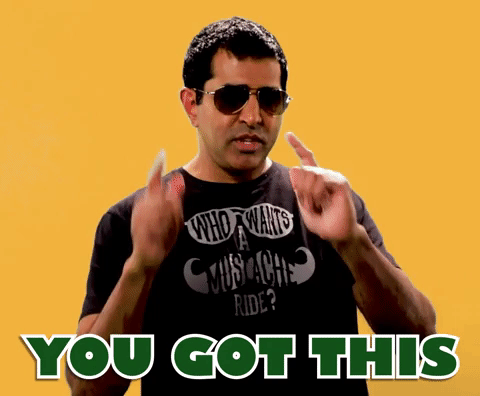 WHO WANTS
A
MUSTACHE
RIDE?
YOU GOT THIS